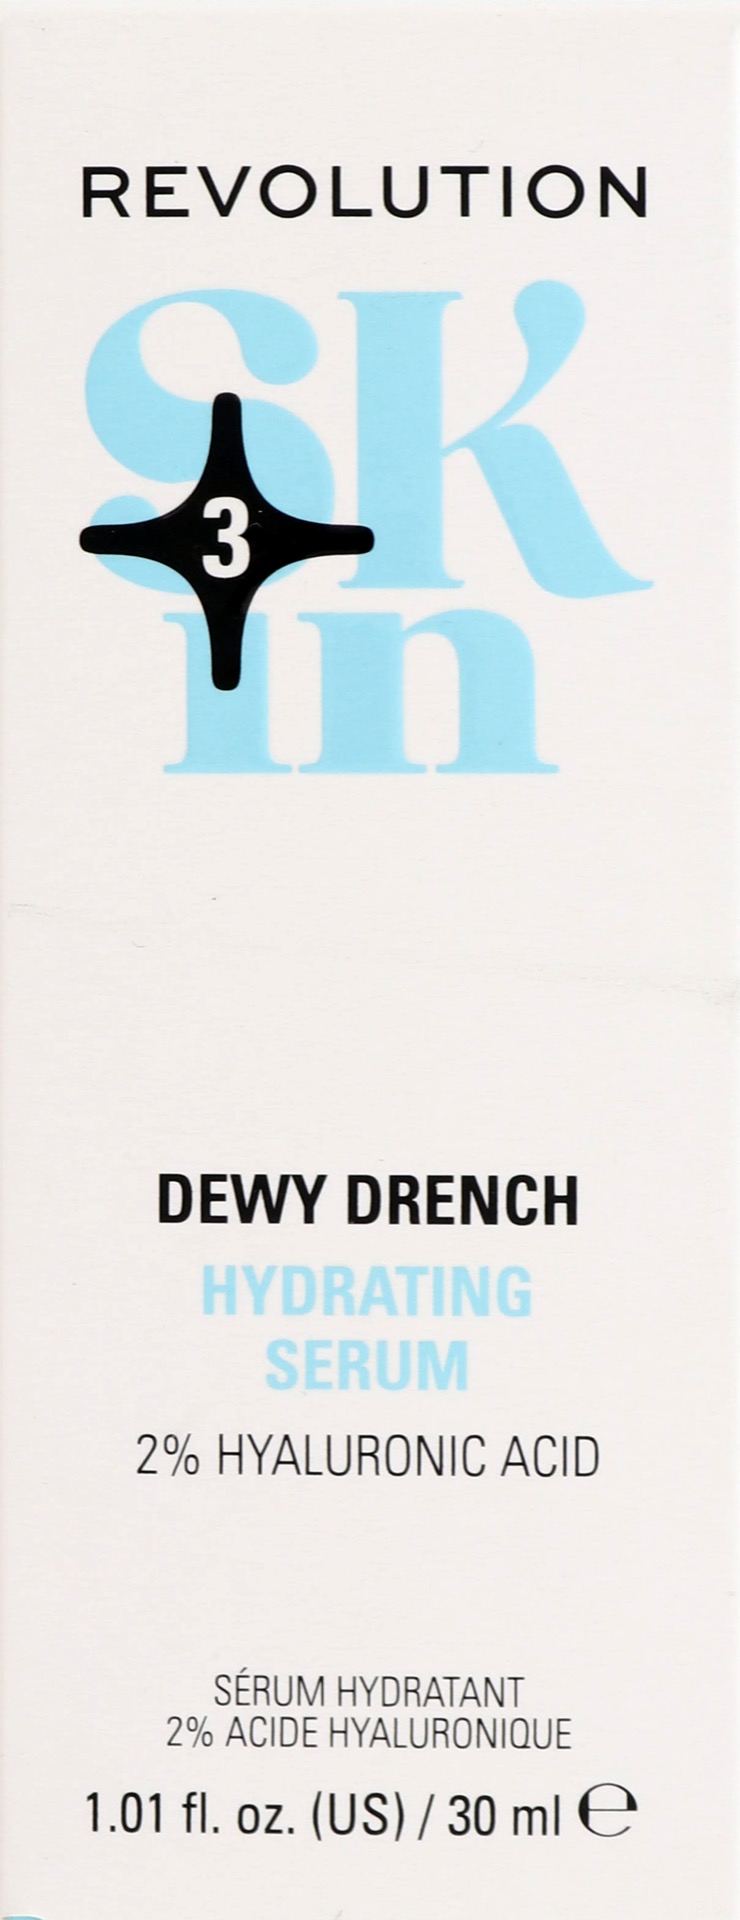 REVOLUTION
SK
3
in
DEWY DRENCH
HYDRATING
SERUM
2% HYALURONIC ACID
SÉRUM HYDRATANT
2% ACIDE HYALURONIQUE
1.01 fl. oz. (US) / 30 ml ℮